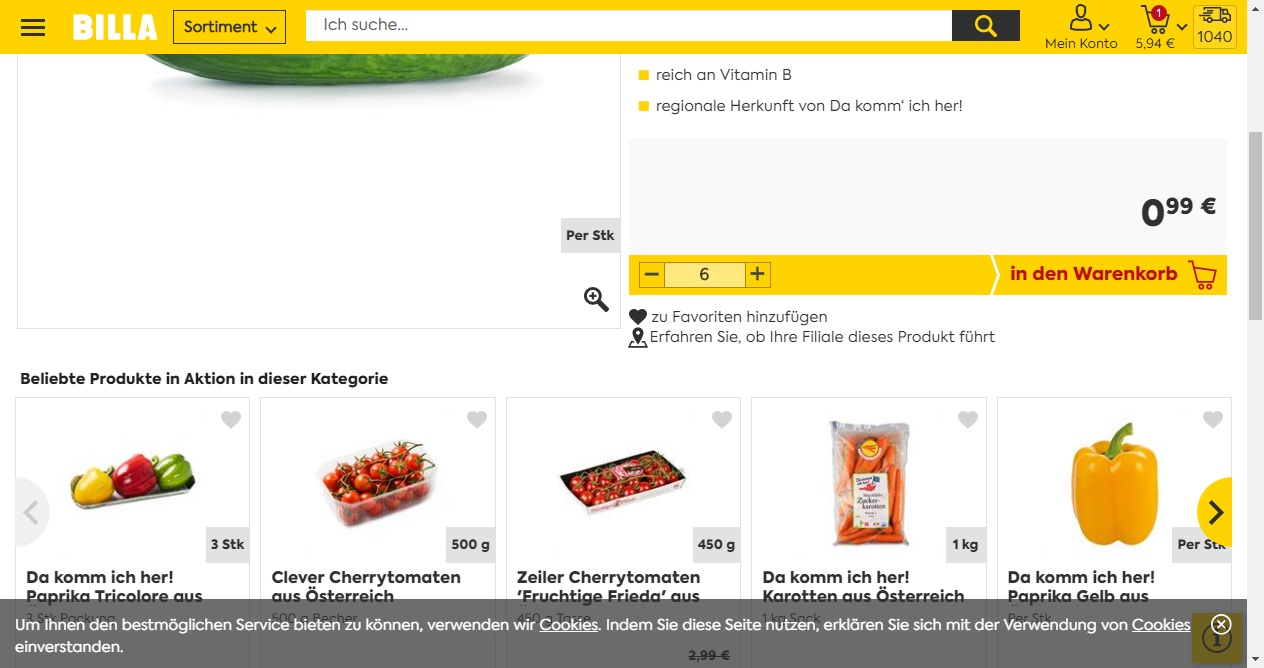 BILLA
Sortiment
Ich suche...
Mein Konto
1
5,94 €
1040
reich an Vitamin B
regionale Herkunft von Da komm‘ ich her!
0 99 €
Per Stk
6
in den Warenkorb
zu Favoriten hinzufügen
Erfahren Sie, ob Ihre Filiale dieses Produkt führt
Beliebte Produkte in Aktion in dieser Kategorie
3 Stk
500 g
450 g
1 kg
Per Stk
Da komm ich her!
Paprika Tricolore aus
3 Stk Packung
Clever Cherrytomaten
aus Österreich
500 g Becher
Zeiler Cherrytomaten
'Fruchtige Frieda' aus
450 g Tasse
2,99 €
Da komm ich her!
Karotten aus Österreich
1 kg Sack
Da komm ich her!
Paprika Gelb aus
Per Stk
Um Ihnen den bestmöglichen Service bieten zu können, verwenden wir Cookies. Indem Sie diese Seite nutzen, erklären Sie sich mit der Verwendung von Cookies
einverstanden.